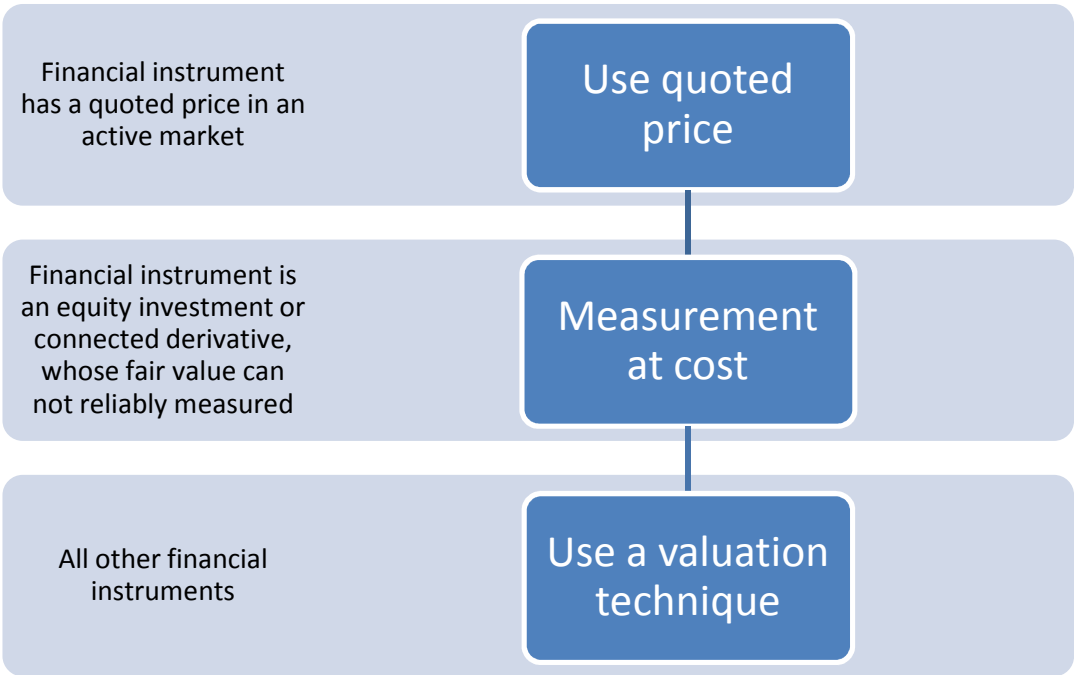 Financial instrument
has a quoted price in an
active market
Use quoted
price
Financial instrument is
an equity investment or
connected derivative,
whose fair value can
not reliably measured
Measurement
at cost
All other financial
instruments
Use a valuation
technique